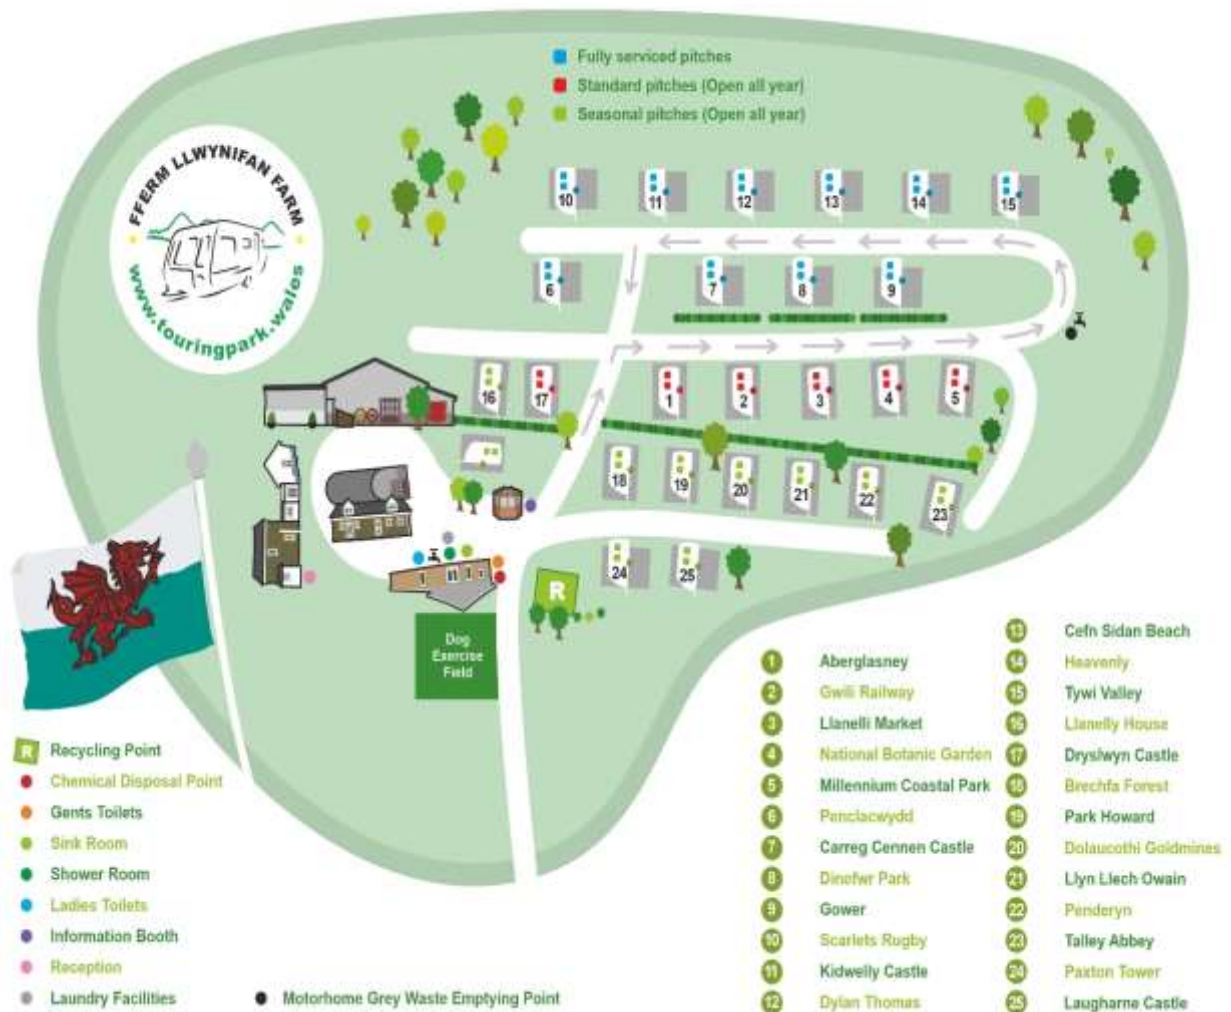 Fully serviced pitches
Standard pitches (Open all year)
Seasonal pitches (Open all year)
FFERM LLWYNIFAN FARM
www.touringpark.wales
10 11 12 13 14 15
6 7 8 9
16 17 1 2 3 4 5
18 19 20 21 22 23
24 25
R
Dog
Exercise
Field
R Recycling Point
Chemical Disposal Point
Gents Toilets
Sink Room
Shower Room
Ladies Toilets
Information Booth
Reception
Laundry Facilities
Motorhome Grey Waste Emptying Point
1 Aberglasney
2 Gwili Railway
3 Llanelli Market
4 National Botanic Garden
5 Millennium Coastal Park
6 Penclacwydd
7 Carreg Cennen Castle
8 Dinefwr Park
9 Gower
10 Scarlets Rugby
11 Kidwelly Castle
12 Dylan Thomas
13 Cefn Sidan Beach
14 Heavenly
15 Tywi Valley
16 Llanelly House
17 Dryslwyn Castle
18 Brechfa Forest
19 Park Howard
20 Dolaucothi Goldmines
21 Llyn Llech Owain
22 Penderyn
23 Talley Abbey
24 Paxton Tower
25 Laugharne Castle